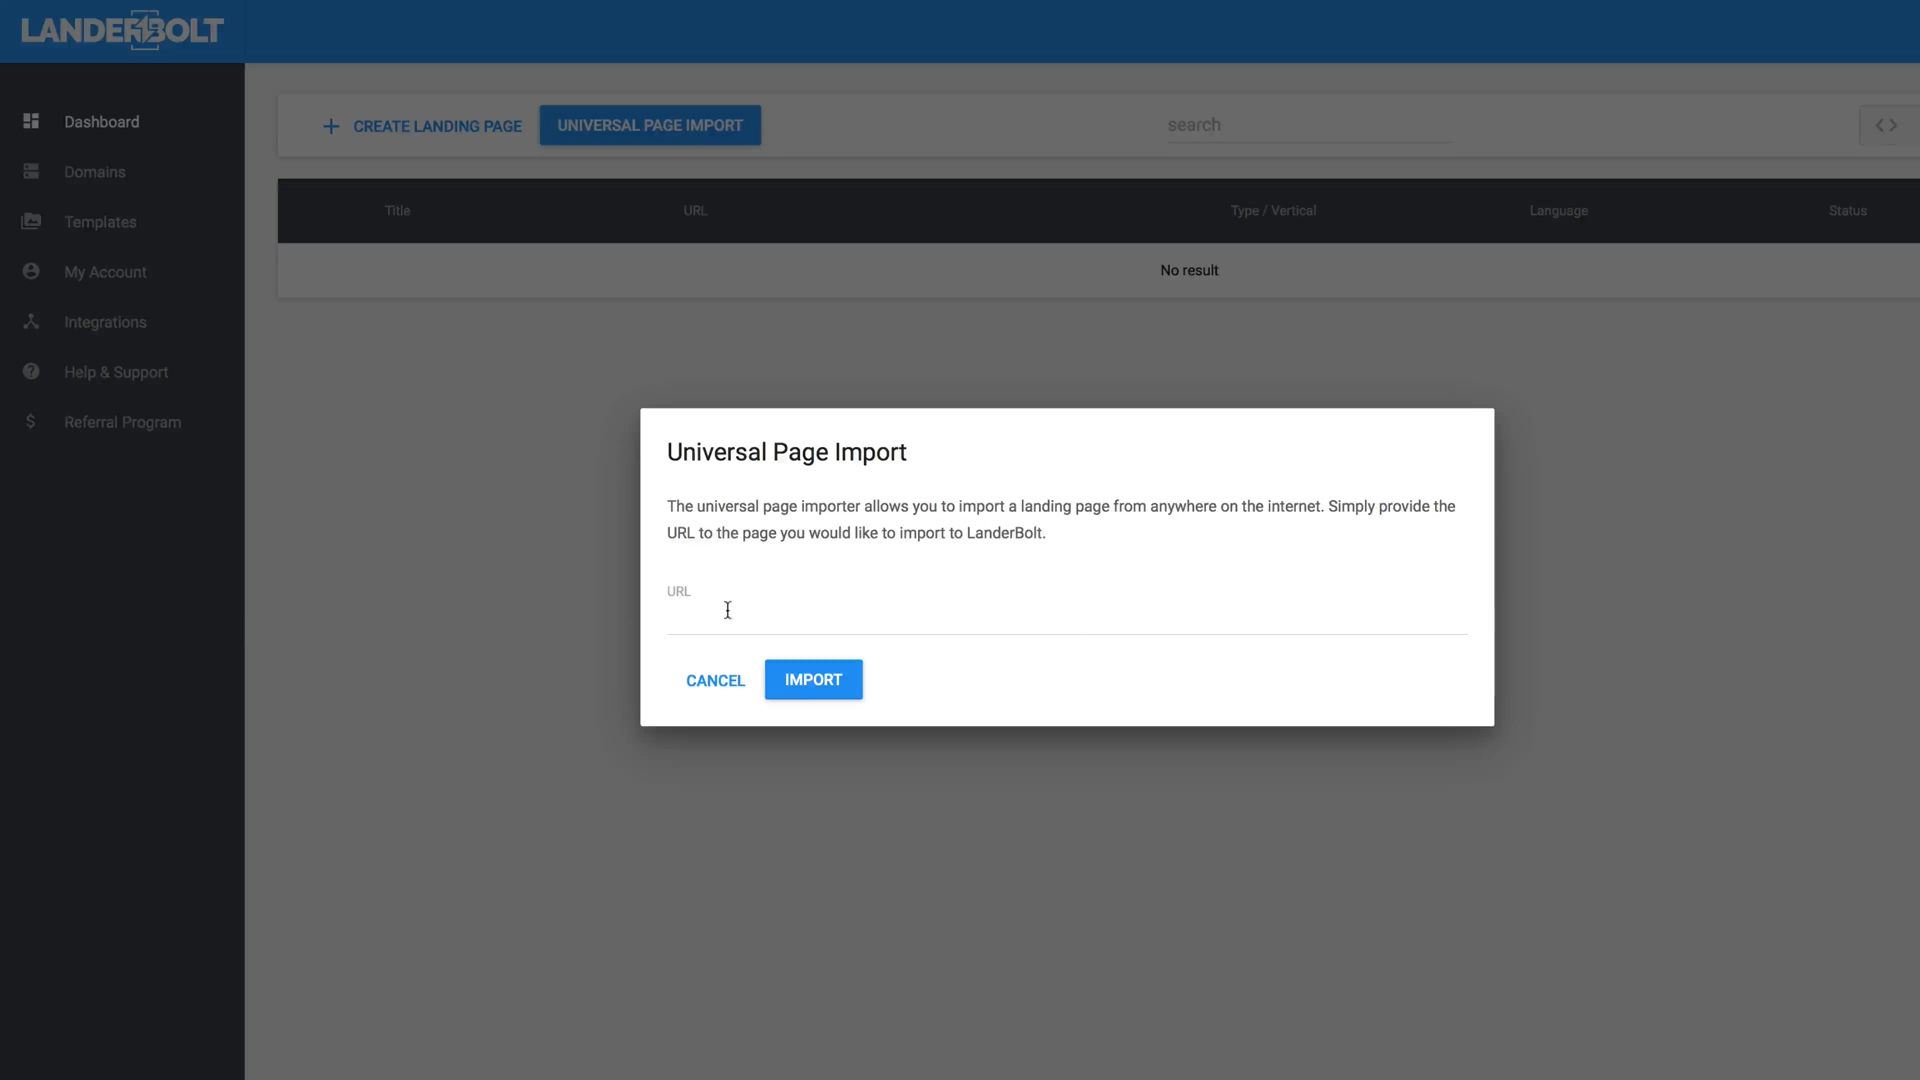 LANDERBOLT
Dashboard
Domains
Templates
My Account
Integrations
Help & Support
Referral Program
CREATE LANDING PAGE
UNIVERSAL PAGE IMPORT
search
Title
URL
Type / Vertical
Language
Status
No result
Universal Page Import
The universal page importer allows you to import a landing page from anywhere on the internet. Simply provide the
URL to the page you would like to import to LanderBolt.
URL
CANCEL
IMPORT